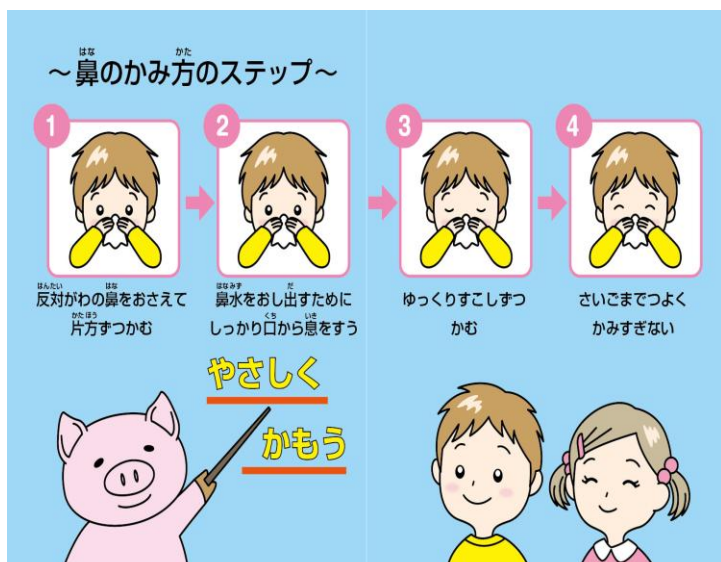 ～鼻のかみ方のステップ～
1
反対がわの鼻をおさえて
片方ずつかむ
2
鼻水をおし出すために
しっかり口から息をすう
3
ゆっくりすこしずつ
かむ
4
さいごまでつよく
かみすぎない
やさしく
かもう